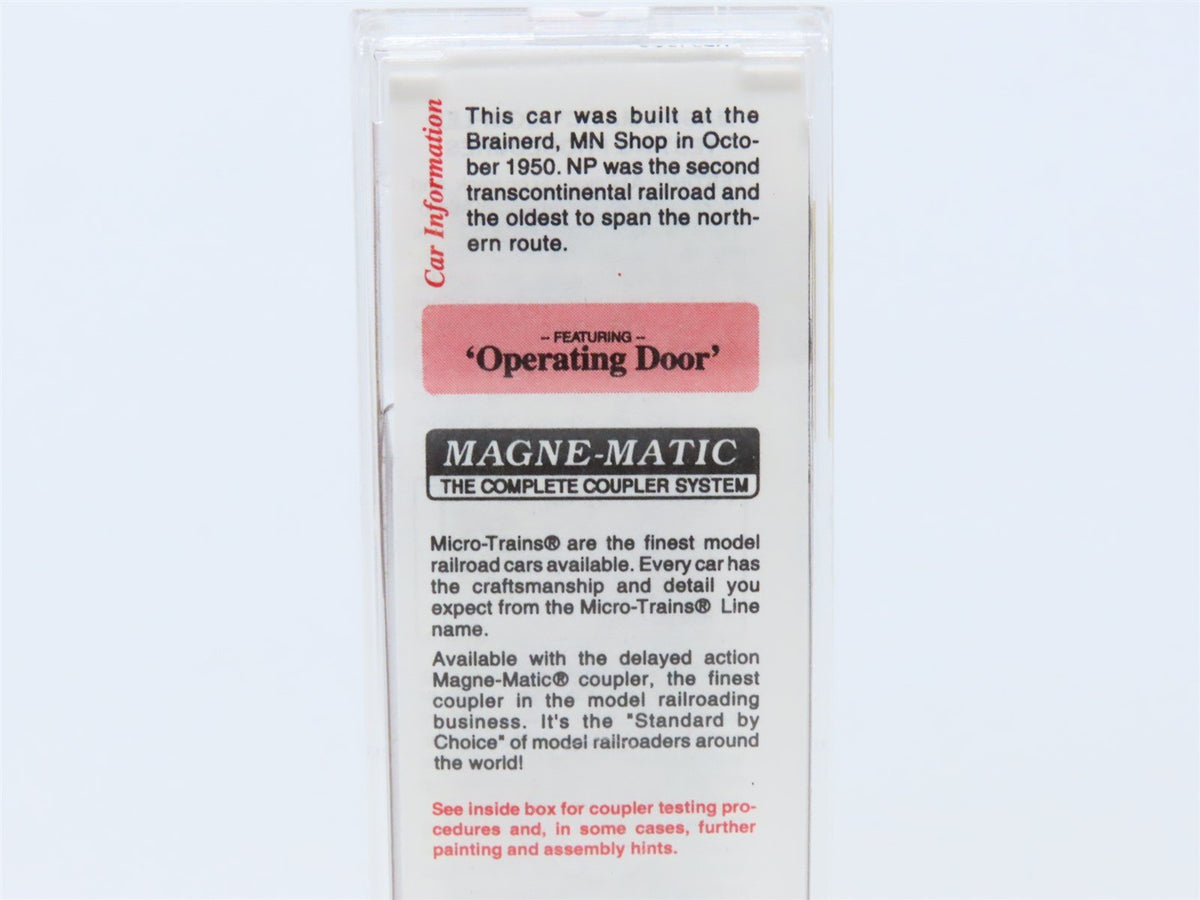 Car Information
This car was built at the
Brainerd, MN Shop in Octo-
ber 1950. NP was the second
transcontinental railroad and
the oldest to span the north-
ern route.
– FEATURING –
‘Operating Door’
MAGNE-MATIC
THE COMPLETE COUPLER SYSTEM
Micro-Trains® are the finest model
railroad cars available. Every car has
the craftsmanship and detail you
expect from the Micro-Trains® Line
name.
Available with the delayed action
Magne-Matic® coupler, the finest
coupler in the model railroading
business. It's the "Standard by
Choice" of model railroaders around
the world!
See inside box for coupler testing pro-
cedures and, in some cases, further
painting and assembly hints.